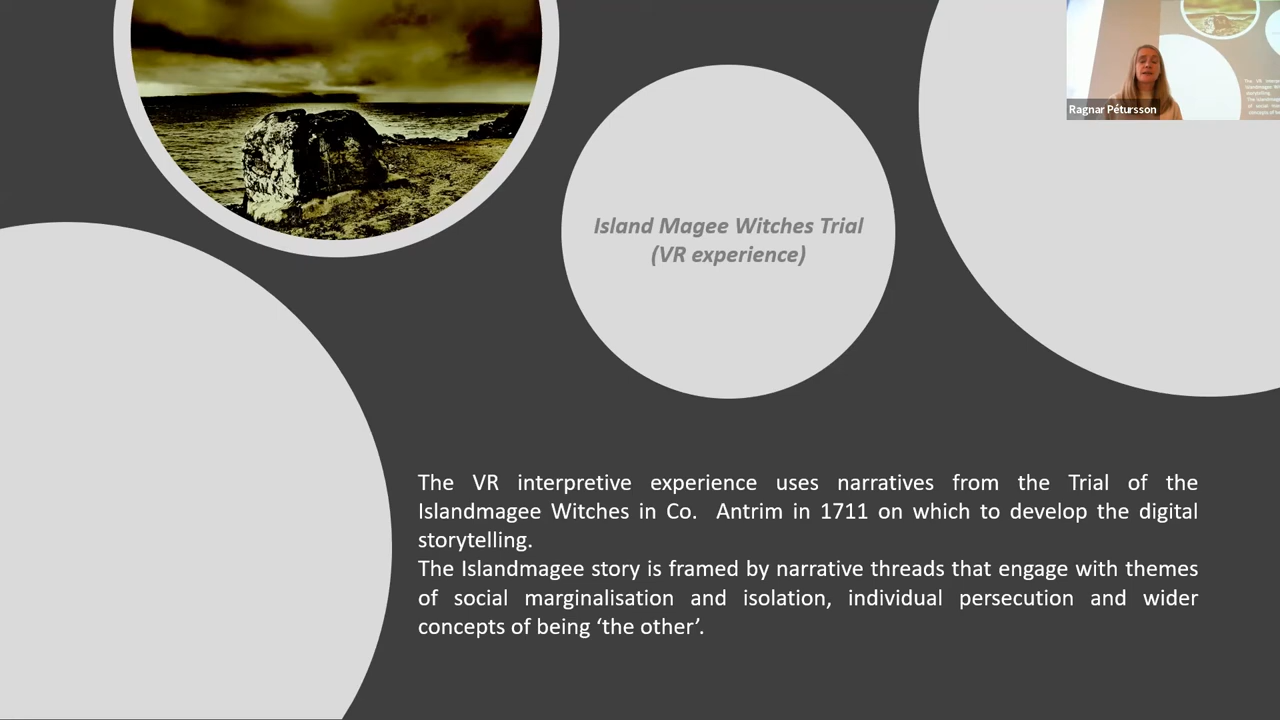 Island Magee Witches Trial
(VR experience)
Ragnar Pétursson
The VR interpretive experience uses narratives from the Trial of the
Islandmagee Witches in Co. Antrim in 1711 on which to develop the digital
storytelling.
The Islandmagee story is framed by narrative threads that engage with themes
of social marginalisation and isolation, individual persecution and wider
concepts of being ‘the other’.